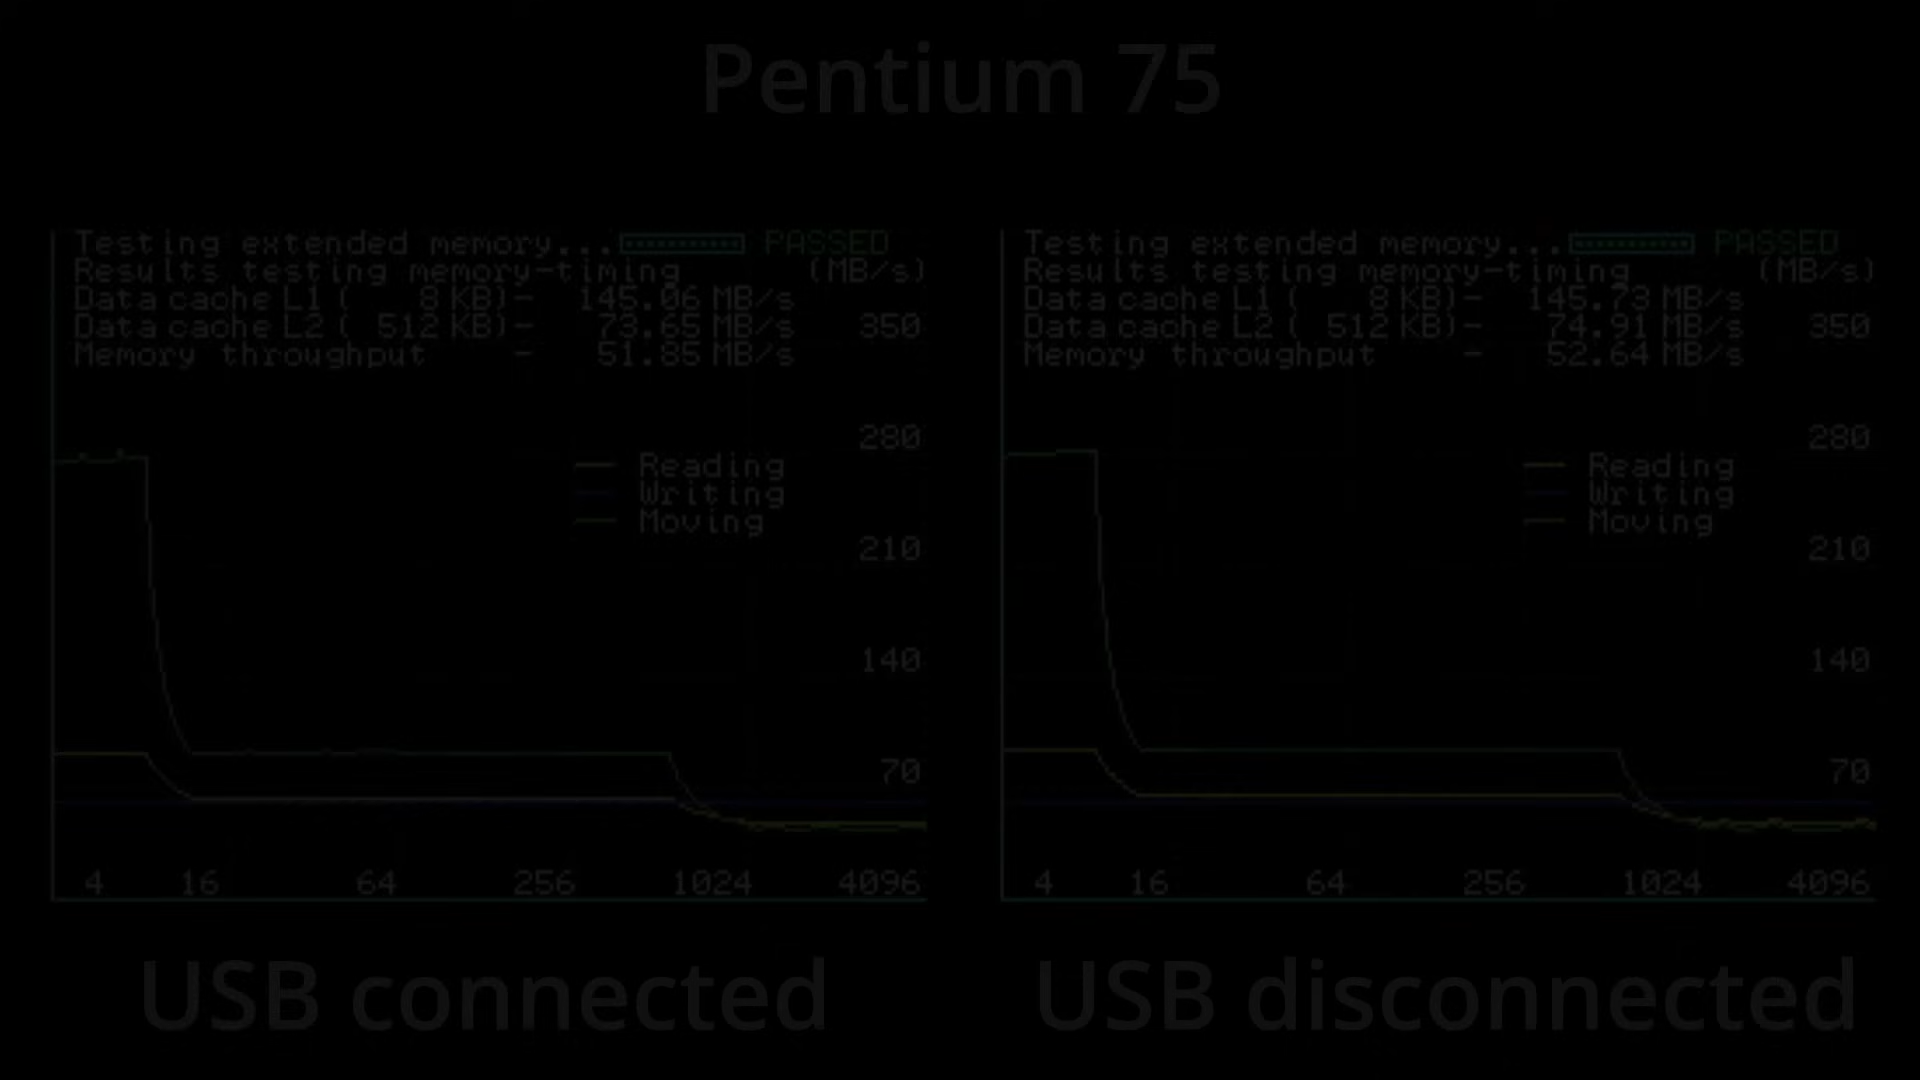 Pentium 75
Testing extended memory... PASSED
Results testing memory-timing (MB/s)
Data cache L1 ( 8 KB)- 145.06 MB/s
Data cache L2 ( 512 KB)- 73.65 MB/s 350
Memory throughput - 51.85 MB/s
280
Reading
Writing
Moving
210
140
70
4 16 64 256 1024 4096
USB connected
Testing extended memory... PASSED
Results testing memory-timing (MB/s)
Data cache L1 ( 8 KB)- 145.73 MB/s
Data cache L2 ( 512 KB)- 74.91 MB/s 350
Memory throughput - 52.64 MB/s
280
Reading
Writing
Moving
210
140
70
4 16 64 256 1024 4096
USB disconnected